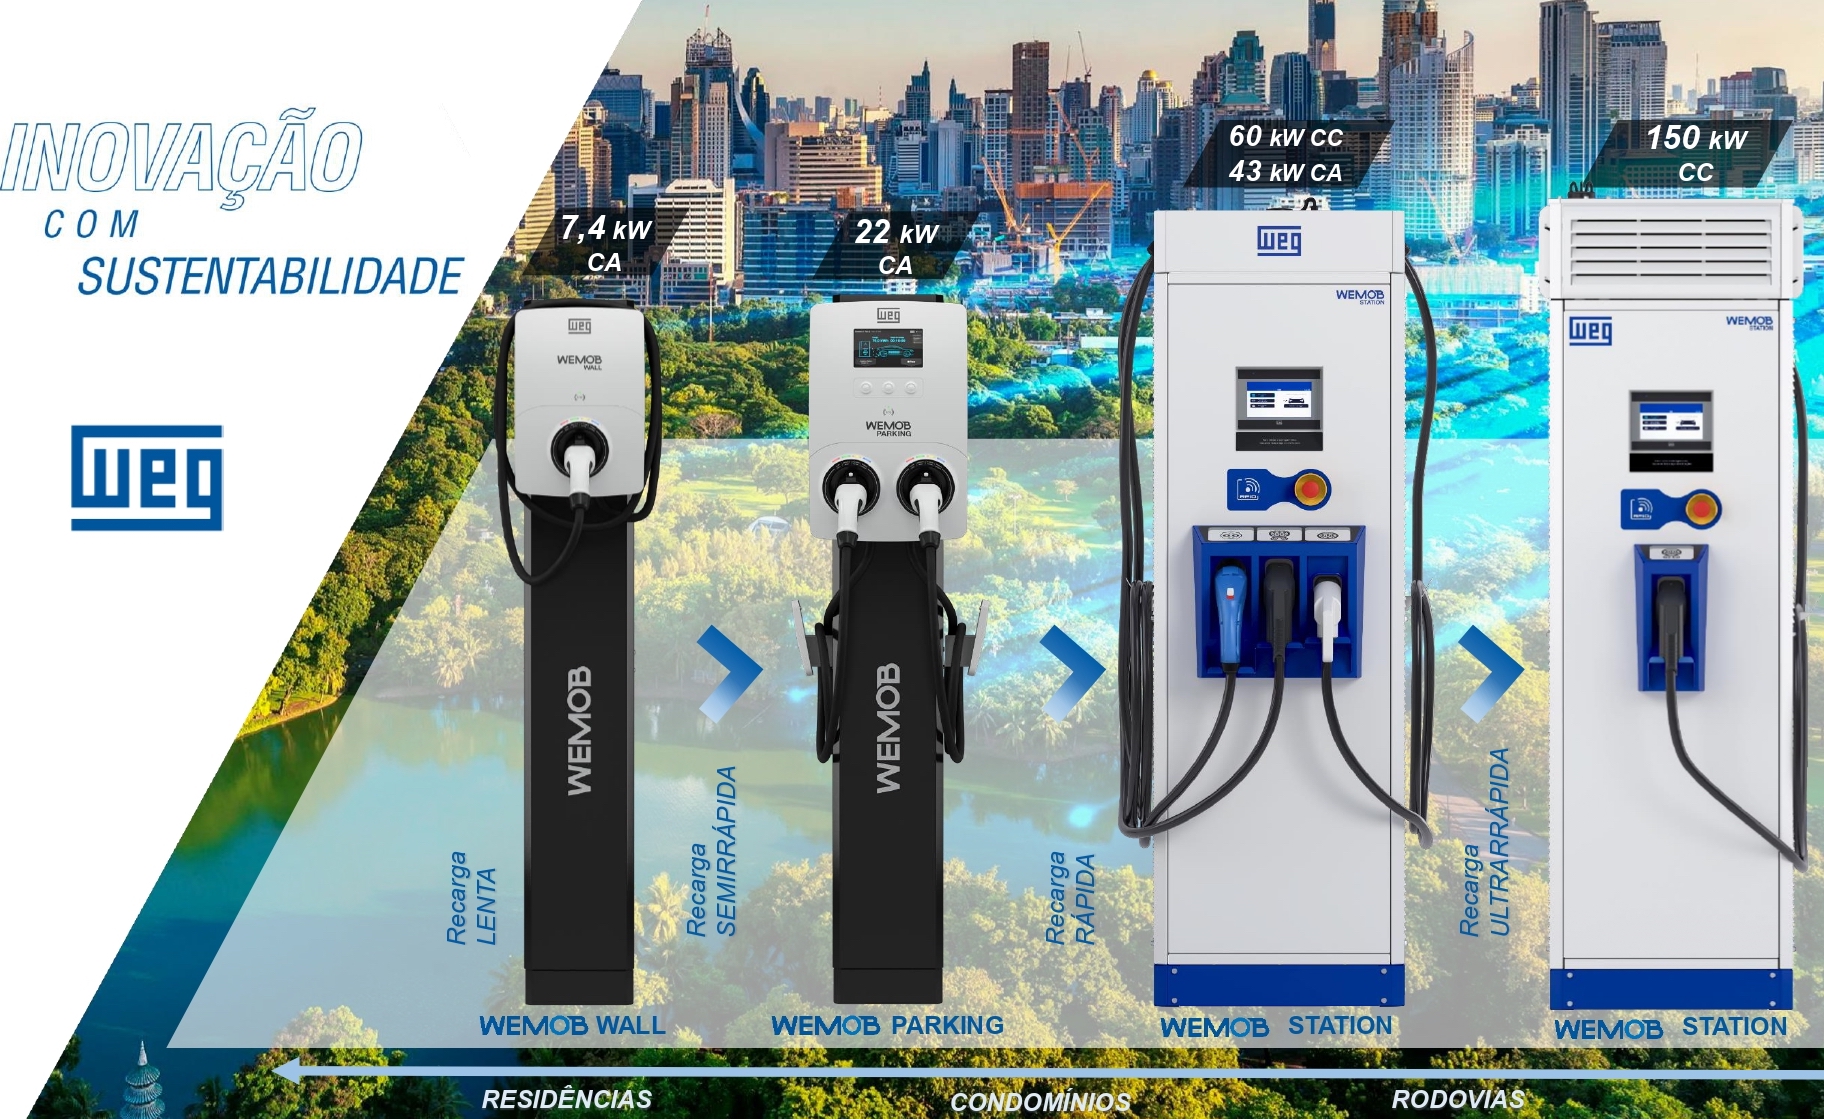 INOVAÇÃO
COM
SUSTENTABILIDADE
weg
7,4 kW
CA
22 kW
CA
60 kW CC
43 kW CA
150 kW
CC
weg
WEMOB
WALL
weg
WEMOB
PARKING
weg
WEMOB
STATION
RFID
weg
WEMOB
STATION
RFID
WEMOB
WEMOB
Recarga
LENTA
Recarga
SEMIRRÁPIDA
Recarga
RÁPIDA
Recarga
ULTRARRÁPIDA
WEMOB WALL
WEMOB PARKING
WEMOB STATION
WEMOB STATION
RESIDÊNCIAS
CONDOMÍNIOS
RODOVIAS